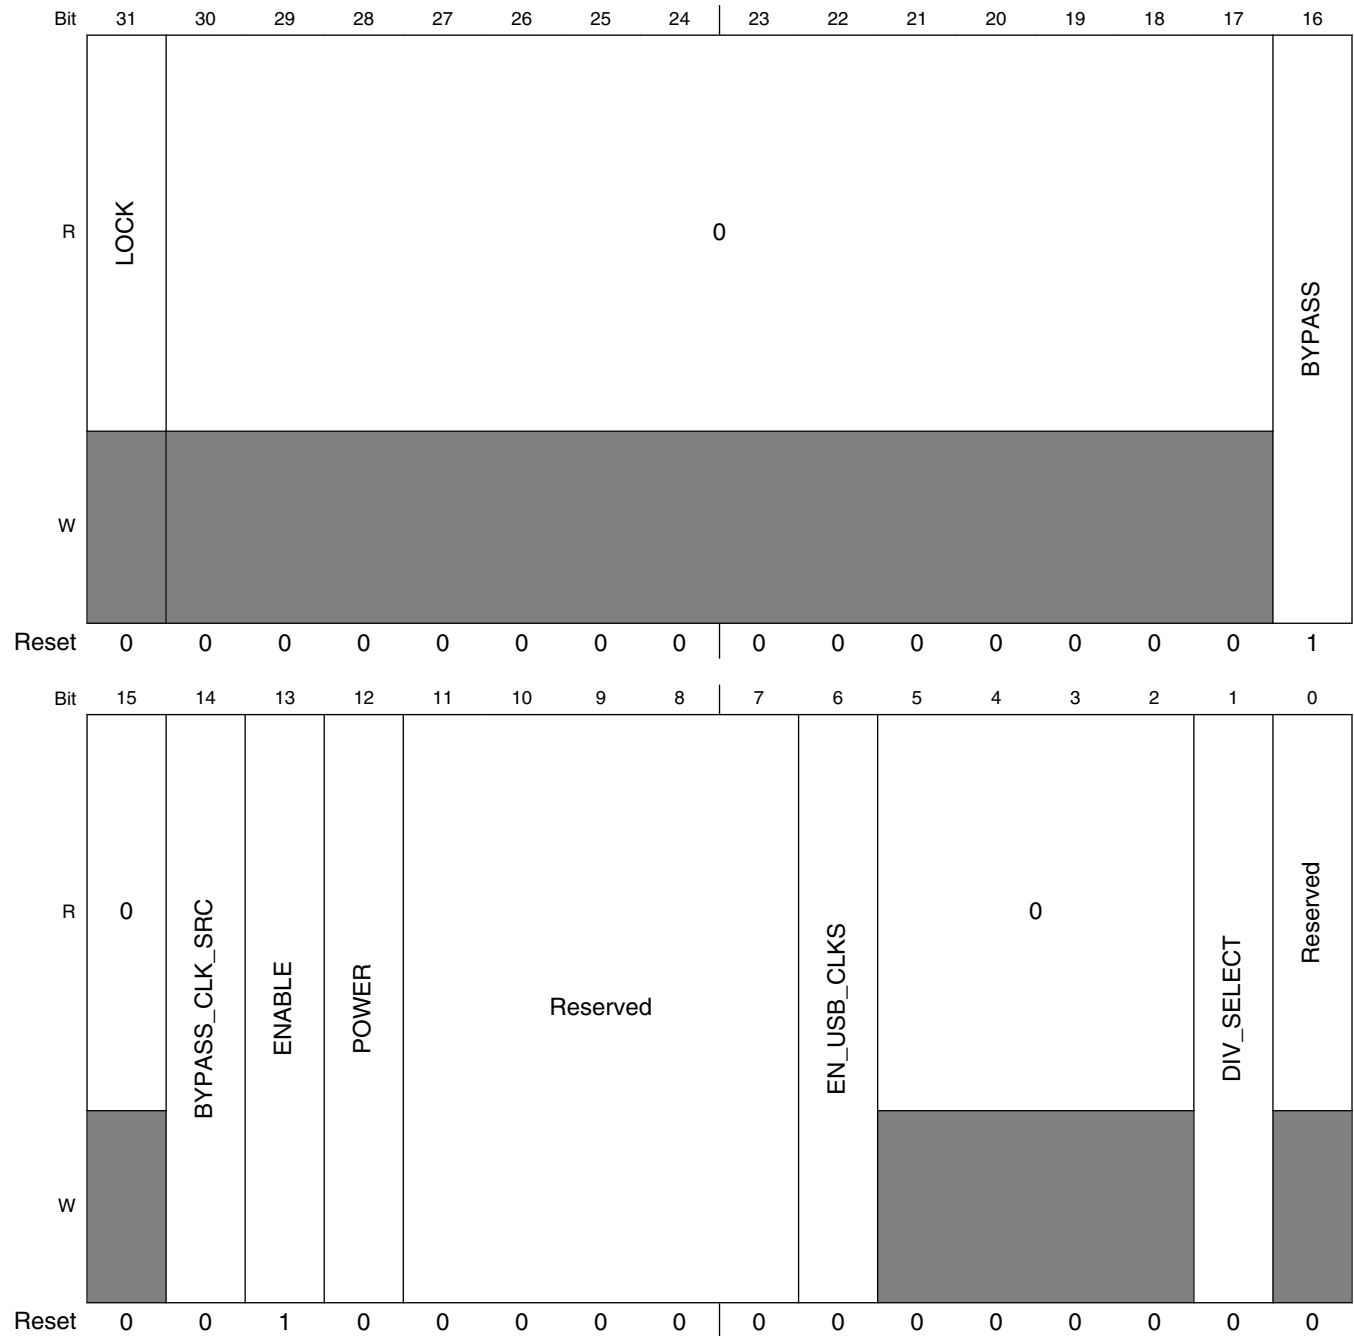 Bit 31 30 29 28 27 26 25 24 23 22 21 20 19 18 17 16
R LOCK 0 BYPASS
W
Reset 0 0 0 0 0 0 0 0 0 0 0 0 0 0 0 1
Bit 15 14 13 12 11 10 9 8 7 6 5 4 3 2 1 0
R 0 BYPASS_CLK_SRC ENABLE POWER Reserved EN_USB_CLKS 0 DIV_SELECT Reserved
W
Reset 0 0 1 0 0 0 0 0 0 0 0 0 0 0 0 0